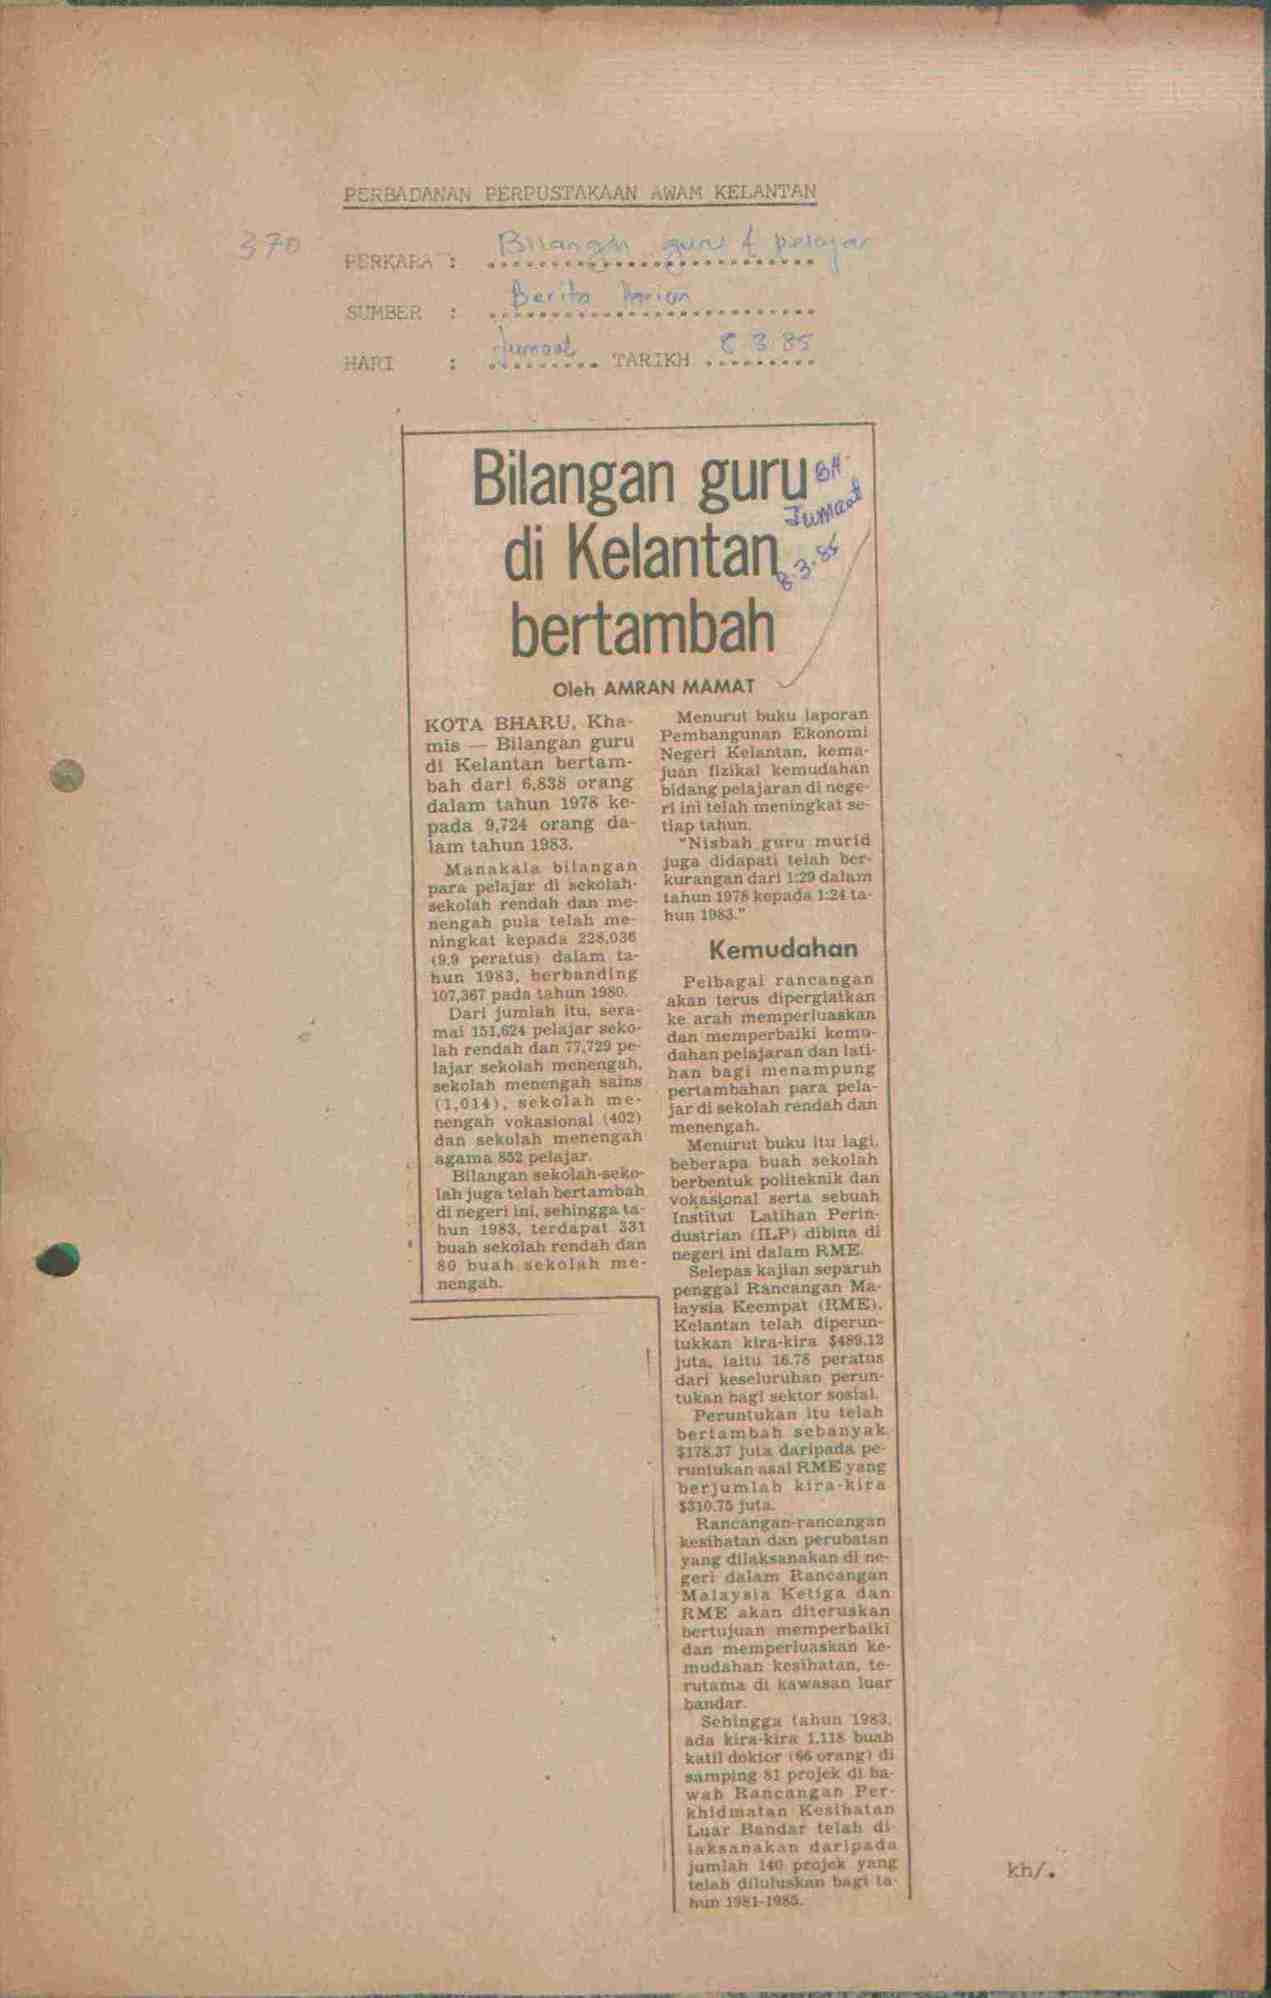 PERBADANAN PERPUSTAKAAN AWAM KELANTAN
370
PERKARA : Bilangan guru & pelajar
SUMBER : Berita Harian
HARI : Jumaat TARIKH 8 3 85
Bilangan guru
di Kelantan
bertambah
BH
Jumaat
8.3.85
Oleh AMRAN MAMAT
KOTA BHARU, Kha-
mis — Bilangan guru
di Kelantan bertam-
bah dari 6,838 orang
dalam tahun 1978 ke-
pada 9,724 orang da-
lam tahun 1983.
Manakala bilangan
para pelajar di sekolah-
sekolah rendah dan me-
nengah pula telah me-
ningkat kepada 228,036
(9.9 peratus) dalam ta-
hun 1983, berbanding
107,367 pada tahun 1980.
Dari jumlah itu, sera-
mai 151,624 pelajar seko-
lah rendah dan 77,729 pe-
lajar sekolah menengah,
sekolah menengah sains
(1,014), sekolah me-
nengah vokasional (402)
dan sekolah menengah
agama 852 pelajar.
Bilangan sekolah-seko-
lah juga telah bertambah
di negeri ini, sehingga ta-
hun 1983, terdapat 331
buah sekolah rendah dan
80 buah sekolah me-
nengah.
Menurut buku laporan
Pembangunan Ekonomi
Negeri Kelantan, kema-
juan fizikal kemudahan
bidang pelajaran di nege-
ri ini telah meningkat se-
tiap tahun.
"Nisbah guru murid
juga didapati telah ber-
kurangan dari 1:29 dalam
tahun 1978 kepada 1:24 ta-
hun 1983."
Kemudahan
Pelbagai rancangan
akan terus dipergiatkan
ke arah memperluaskan
dan memperbaiki kemu-
dahan pelajaran dan lati-
han bagi menampung
pertambahan para pela-
jar di sekolah rendah dan
menengah.
Menurut buku itu lagi,
beberapa buah sekolah
berbentuk politeknik dan
vokasional serta sebuah
Institut Latihan Perin-
dustrian (ILP) dibina di
negeri ini dalam RME.
Selepas kajian separuh
penggal Rancangan Ma-
laysia Keempat (RME),
Kelantan telah diperun-
tukkan kira-kira $489.12
juta, iaitu 16.78 peratus
dari keseluruhan perun-
tukan bagi sektor sosial.
Peruntukan itu telah
bertambah sebanyak
$178.37 juta daripada pe-
runtukan asal RME yang
berjumlah kira-kira
$310.75 juta.
Rancangan-rancangan
kesihatan dan perubatan
yang dilaksanakan di ne-
geri dalam Rancangan
Malaysia Ketiga dan
RME akan diteruskan
bertujuan memperbaiki
dan memperluaskan ke-
mudahan kesihatan, te-
rutama di kawasan luar
bandar.
Sehingga tahun 1983,
ada kira-kira 1,118 buah
katil doktor (66 orang) di
samping 81 projek di ba-
wah Rancangan Per-
khidmatan Kesihatan
Luar Bandar telah di-
laksanakan daripada
jumlah 140 projek yang
telah diluluskan bagi ta-
hun 1981-1985.
kh/.